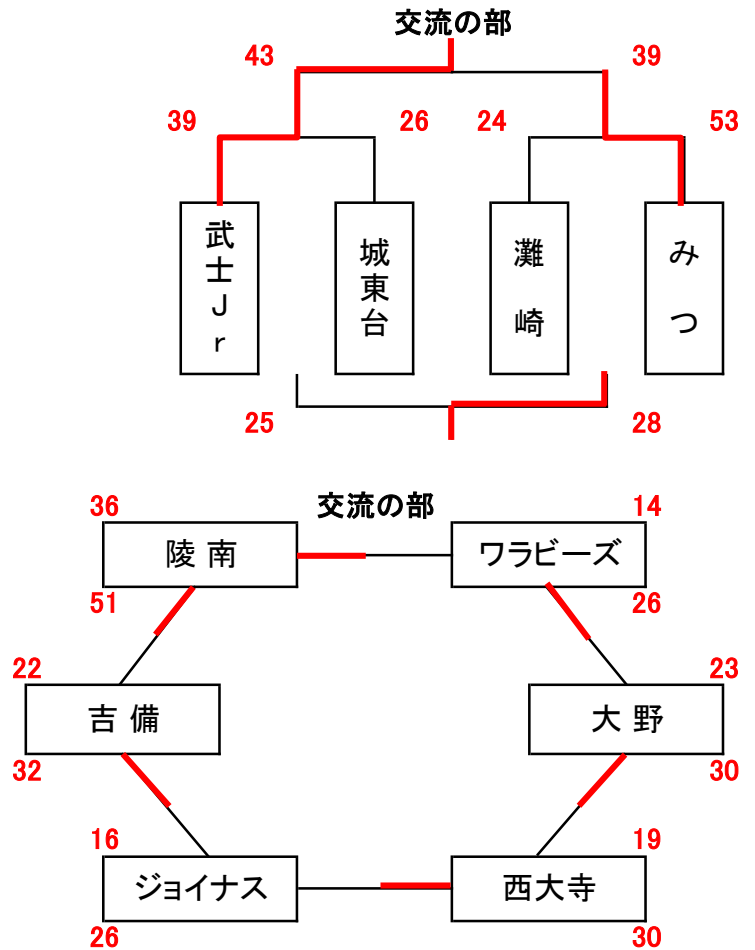 交流の部
43 39
39 26 24 53
武士Jr
城東台
灘崎
みつ
25 28
交流の部
36 14
陵南 ワラビーズ
51 26
22 23
吉備 大野
32 30
16 19
ジョイナス 西大寺
26 30